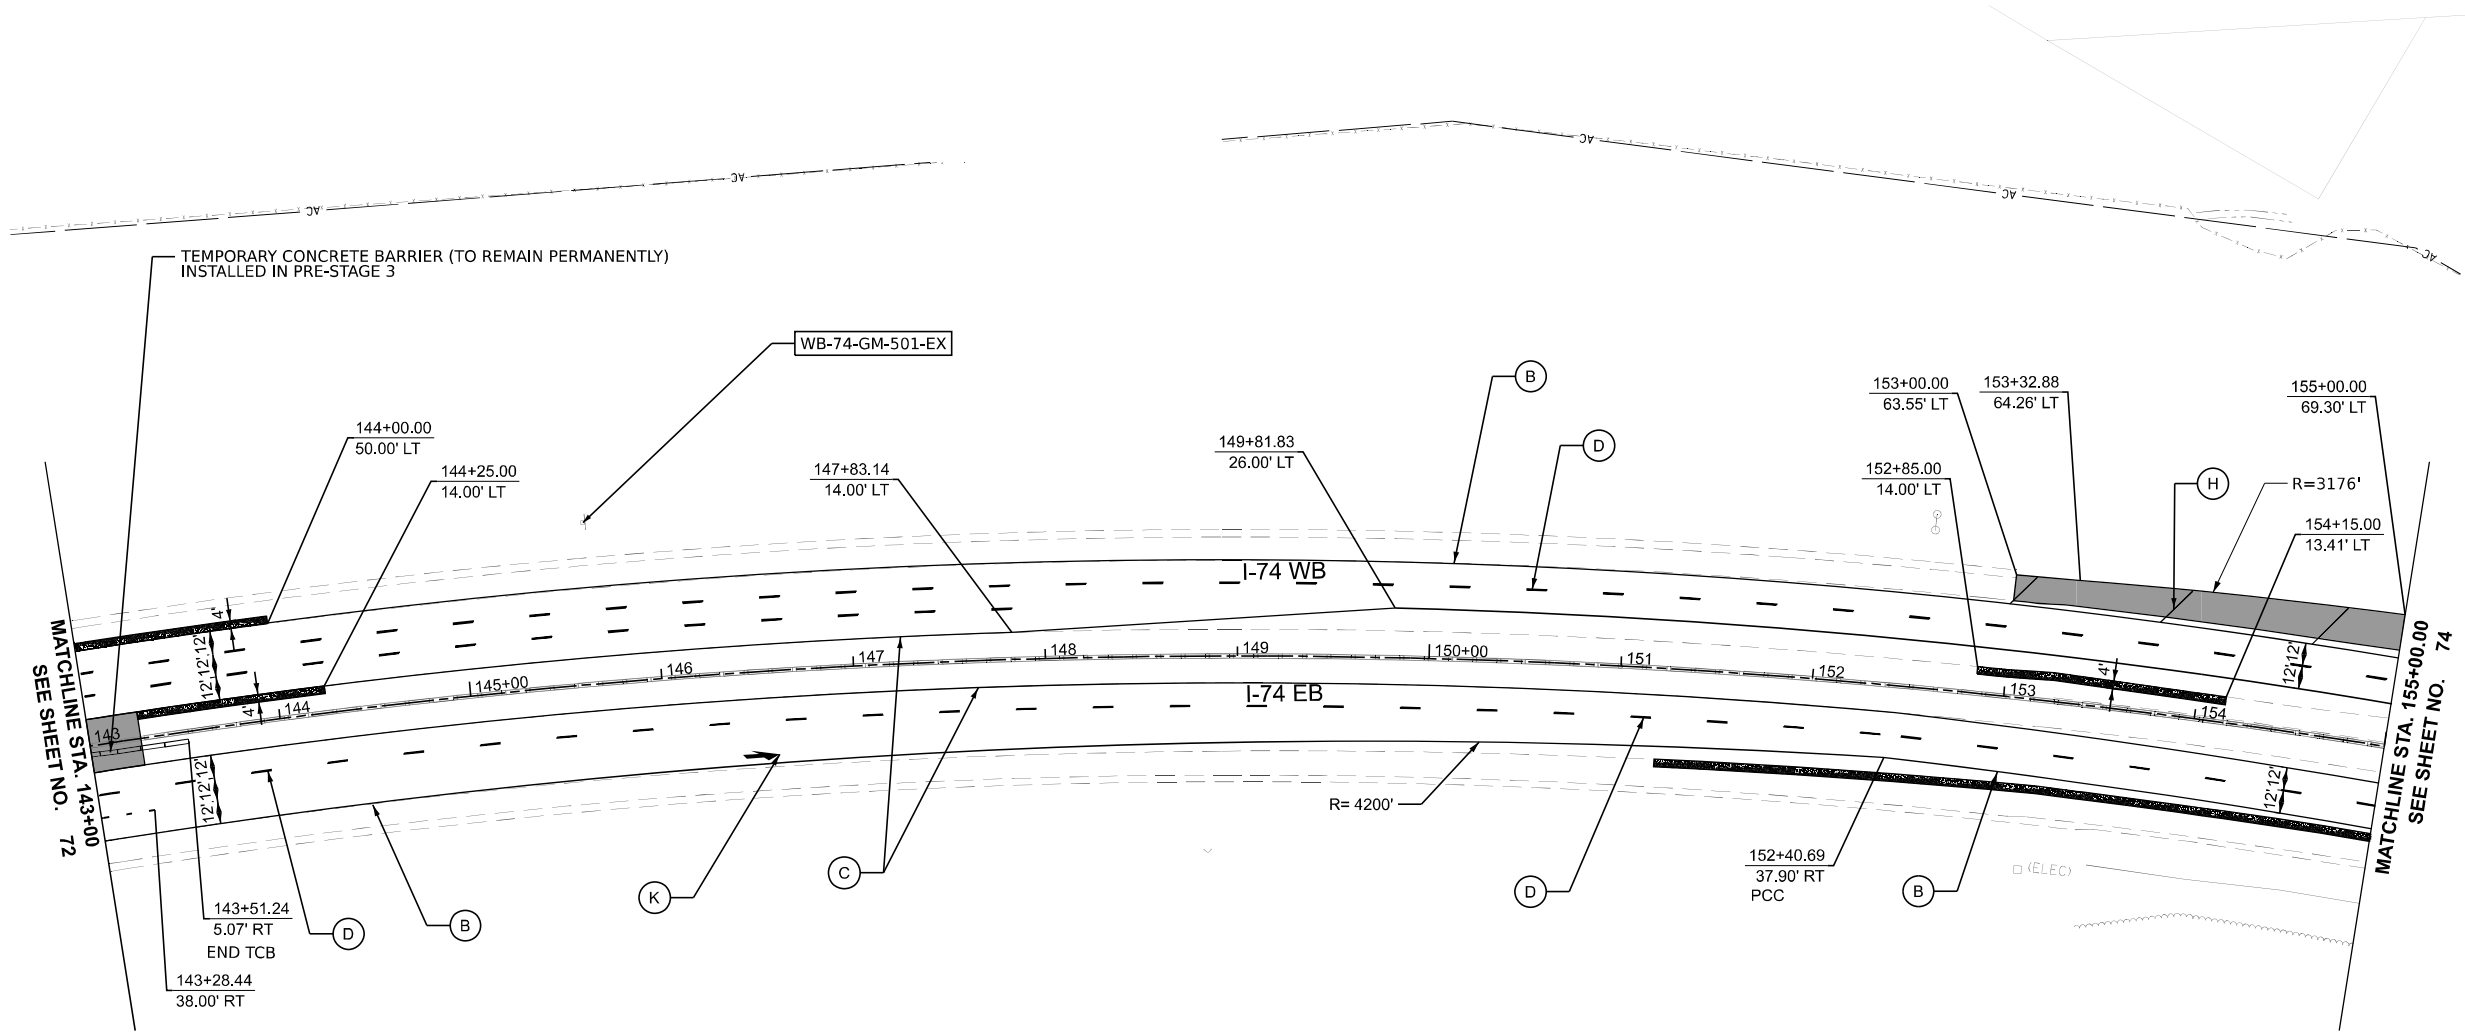 AC
AC
AC
AC
AC
TEMPORARY CONCRETE BARRIER (TO REMAIN PERMANENTLY)
INSTALLED IN PRE-STAGE 3
WB-74-GM-501-EX
B
D
153+00.00
63.55' LT
153+32.88
64.26' LT
155+00.00
69.30' LT
144+00.00
50.00' LT
144+25.00
14.00' LT
147+83.14
14.00' LT
149+81.83
26.00' LT
152+85.00
14.00' LT
H
R=3176'
154+15.00
13.41' LT
I-74 WB
4'
12' 12' 12'
4'
4'
12' 12'
143
144
145+00
146
147
148
149
150+00
151
152
153
154
I-74 EB
12' 12' 12'
12' 12'
MATCHLINE STA. 143+00
SEE SHEET NO. 72
MATCHLINE STA. 155+00.00
SEE SHEET NO. 74
R= 4200'
152+40.69
37.90' RT
PCC
(ELEC)
143+51.24
5.07' RT
END TCB
D
B
K
C
D
B
143+28.44
38.00' RT